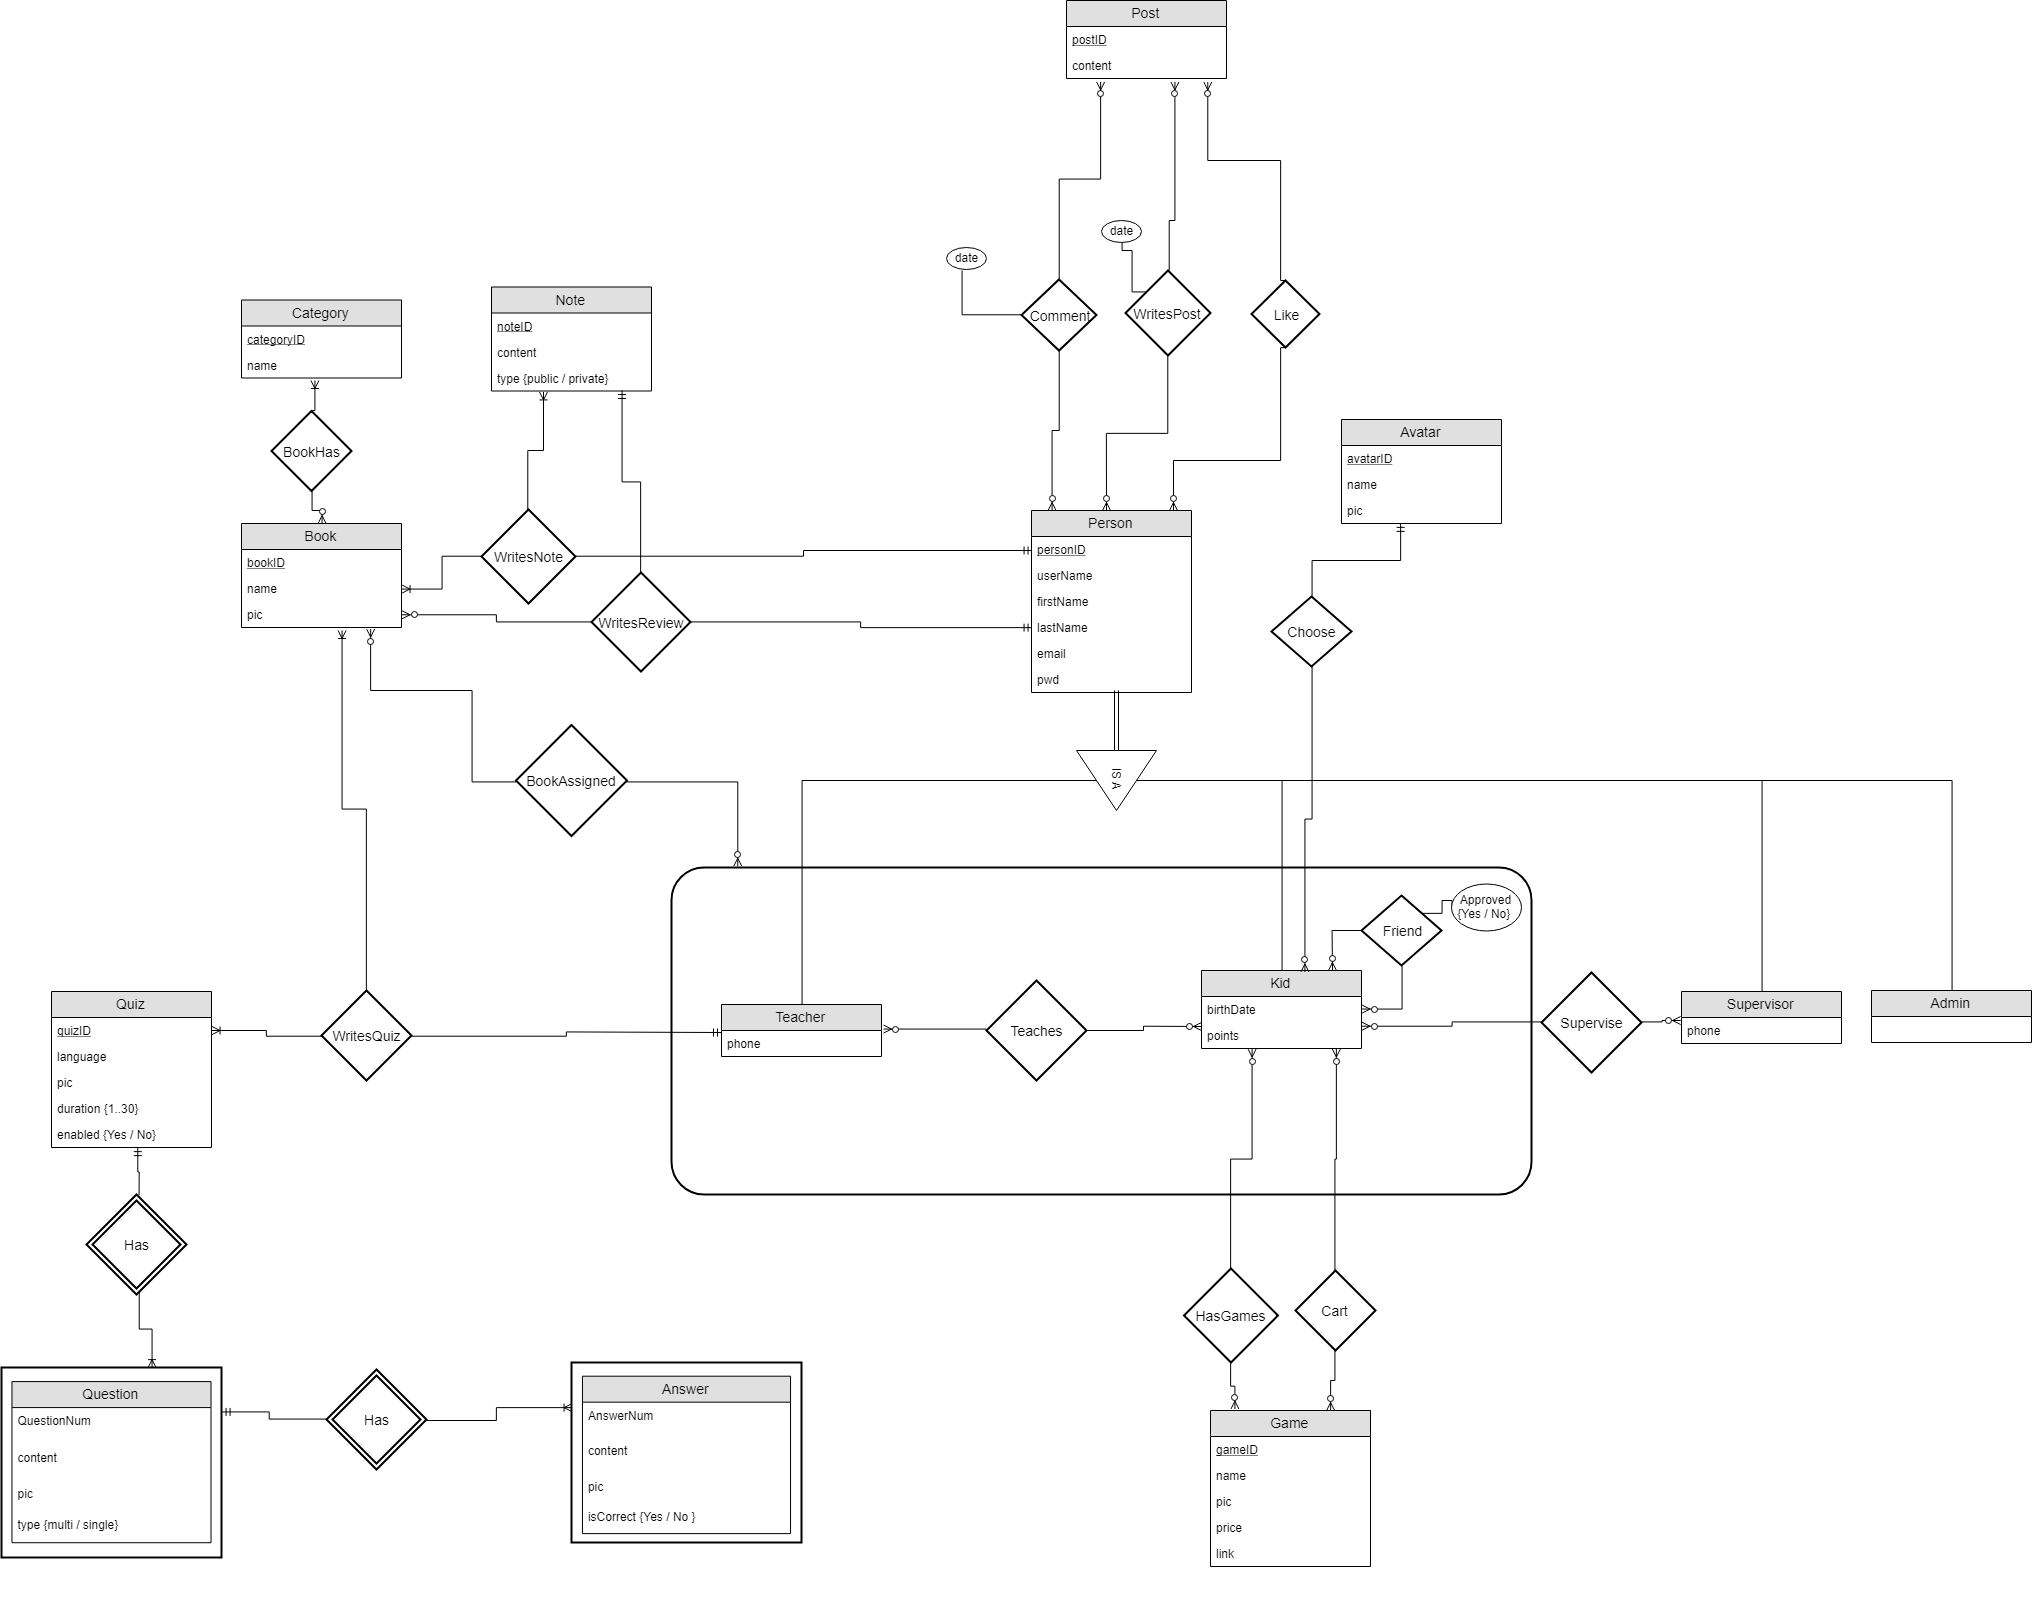 Post
postID
content
date
date
Comment
WritesPost
Like
Category
categoryID
name
Note
noteID
content
type {public / private}
BookHas
Avatar
avatarID
name
pic
Book
bookID
name
pic
WritesNote
WritesReview
Person
personID
userName
firstName
lastName
email
pwd
Choose
IS A
BookAssigned
Approved
{Yes / No}
Friend
Quiz
quizID
language
pic
duration {1..30}
enabled {Yes / No}
WritesQuiz
Teacher
phone
Teaches
Kid
birthDate
points
Supervise
Supervisor
phone
Admin
Has
HasGames
Cart
Question
QuestionNum
content
pic
type {multi / single}
Has
Answer
AnswerNum
content
pic
isCorrect {Yes / No }
Game
gameID
name
pic
price
link